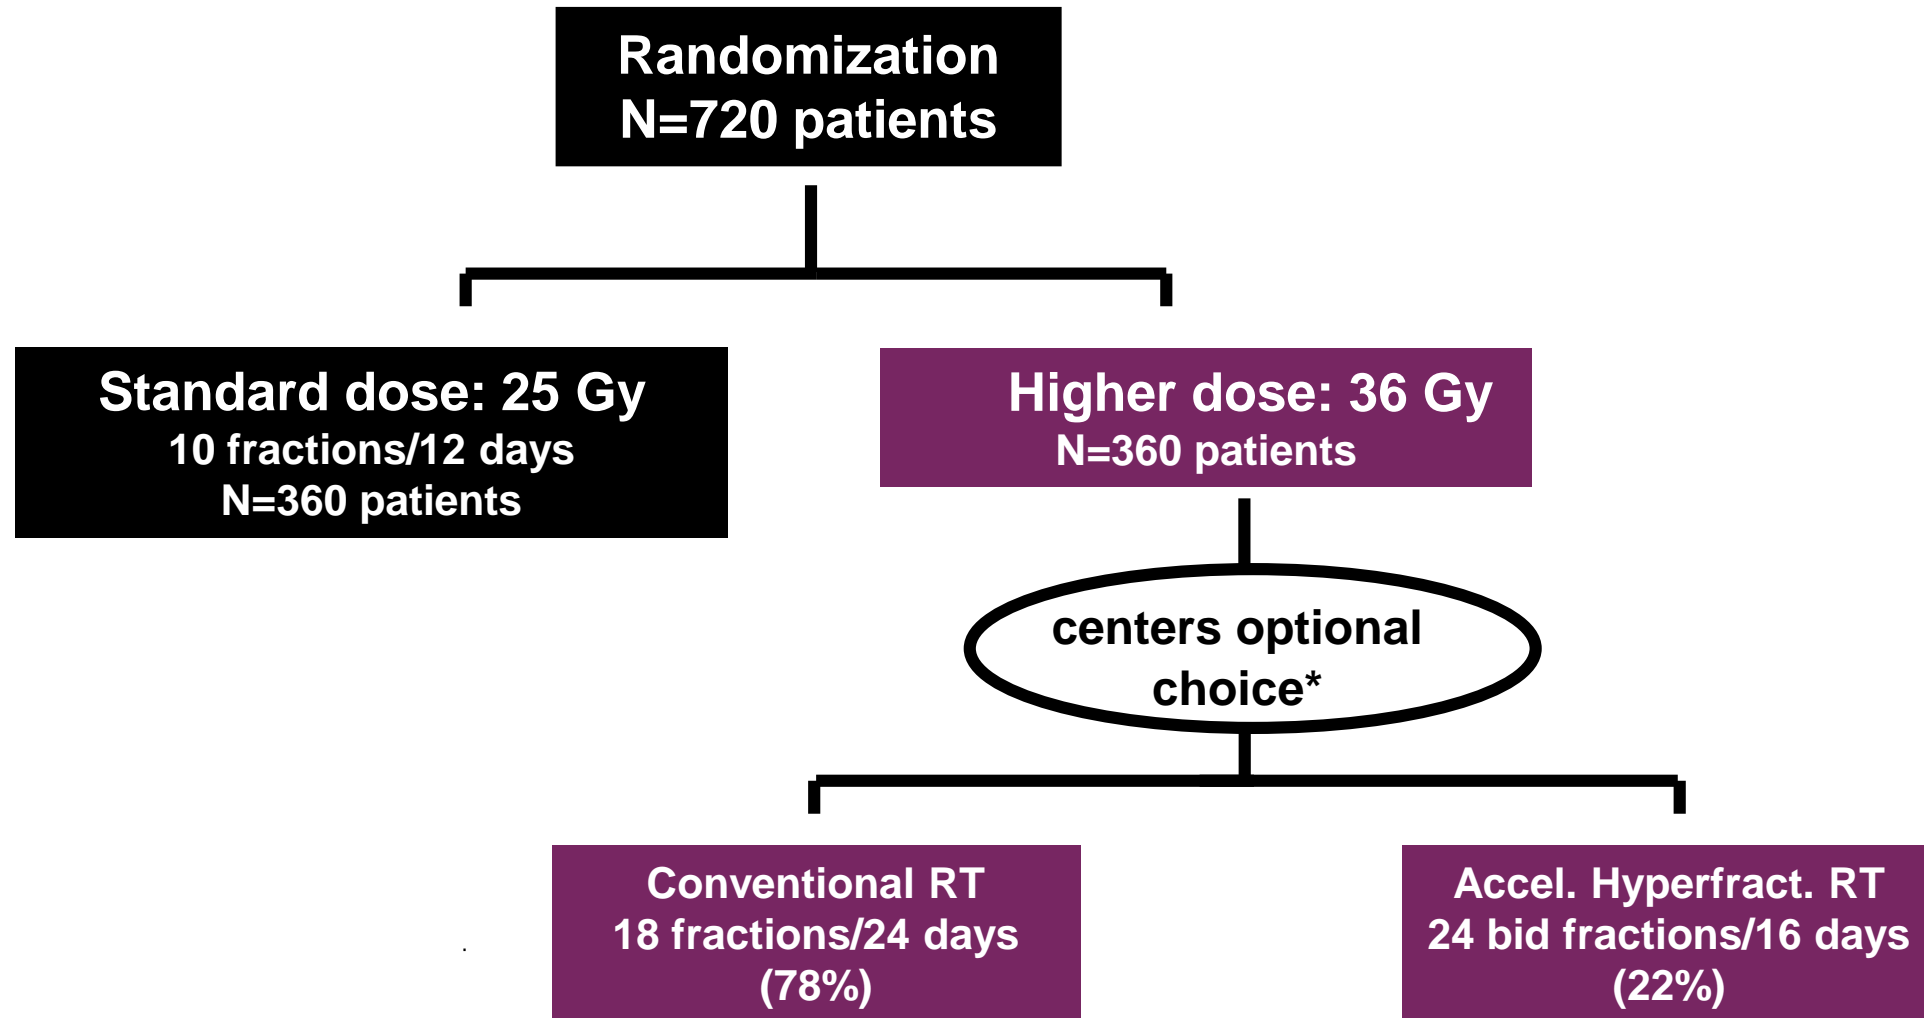 Randomization
N=720 patients
Standard dose: 25 Gy
10 fractions/12 days
N=360 patients
Higher dose: 36 Gy
N=360 patients
centers optional
choice*
Conventional RT
18 fractions/24 days
(78%)
Accel. Hyperfract. RT
24 bid fractions/16 days
(22%)
.